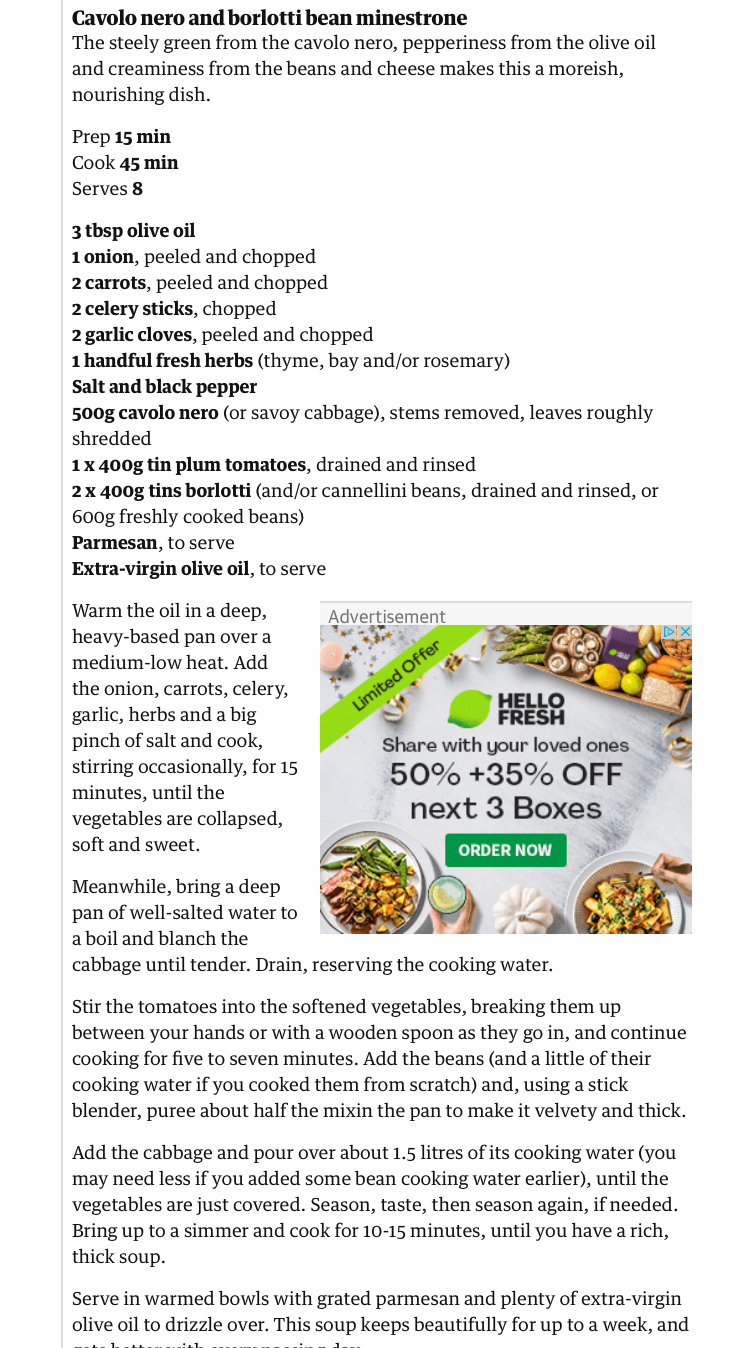 Cavolo nero and borlotti bean minestrone
The steely green from the cavolo nero, pepperiness from the olive oil
and creaminess from the beans and cheese makes this a moreish,
nourishing dish.
Prep 15 min
Cook 45 min
Serves 8
3 tbsp olive oil
1 onion, peeled and chopped
2 carrots, peeled and chopped
2 celery sticks, chopped
2 garlic cloves, peeled and chopped
1 handful fresh herbs (thyme, bay and/or rosemary)
Salt and black pepper
500g cavolo nero (or savoy cabbage), stems removed, leaves roughly
shredded
1 x 400g tin plum tomatoes, drained and rinsed
2 x 400g tins borlotti (and/or cannellini beans, drained and rinsed, or
600g freshly cooked beans)
Parmesan, to serve
Extra-virgin olive oil, to serve
Warm the oil in a deep,
heavy-based pan over a
medium-low heat. Add
the onion, carrots, celery,
garlic, herbs and a big
pinch of salt and cook,
stirring occasionally, for 15
minutes, until the
vegetables are collapsed,
soft and sweet.
Advertisement
Limited Offer
HELLO
FRESH
Share with your loved ones
50% +35% OFF
next 3 Boxes
ORDER NOW
Meanwhile, bring a deep
pan of well-salted water to
a boil and blanch the
cabbage until tender. Drain, reserving the cooking water.
Stir the tomatoes into the softened vegetables, breaking them up
between your hands or with a wooden spoon as they go in, and continue
cooking for five to seven minutes. Add the beans (and a little of their
cooking water if you cooked them from scratch) and, using a stick
blender, puree about half the mixin the pan to make it velvety and thick.
Add the cabbage and pour over about 1.5 litres of its cooking water (you
may need less if you added some bean cooking water earlier), until the
vegetables are just covered. Season, taste, then season again, if needed.
Bring up to a simmer and cook for 10-15 minutes, until you have a rich,
thick soup.
Serve in warmed bowls with grated parmesan and plenty of extra-virgin
olive oil to drizzle over. This soup keeps beautifully for up to a week, and